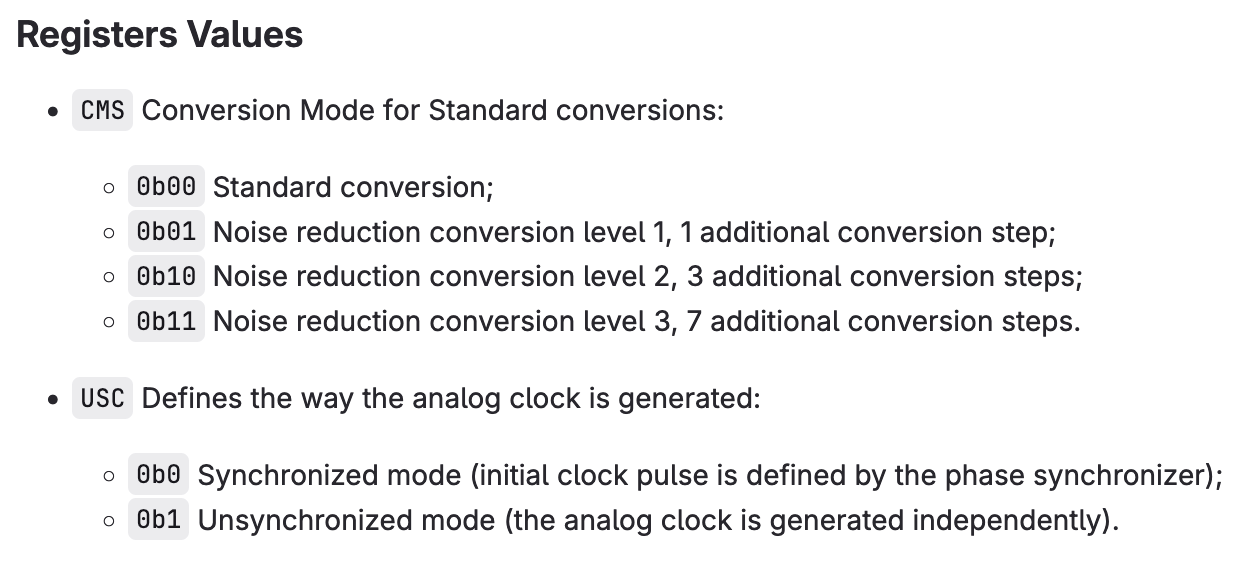 Registers Values
• CMS Conversion Mode for Standard conversions:
◦ 0b00 Standard conversion;
◦ 0b01 Noise reduction conversion level 1, 1 additional conversion step;
◦ 0b10 Noise reduction conversion level 2, 3 additional conversion steps;
◦ 0b11 Noise reduction conversion level 3, 7 additional conversion steps.
• USC Defines the way the analog clock is generated:
◦ 0b0 Synchronized mode (initial clock pulse is defined by the phase synchronizer);
◦ 0b1 Unsynchronized mode (the analog clock is generated independently).